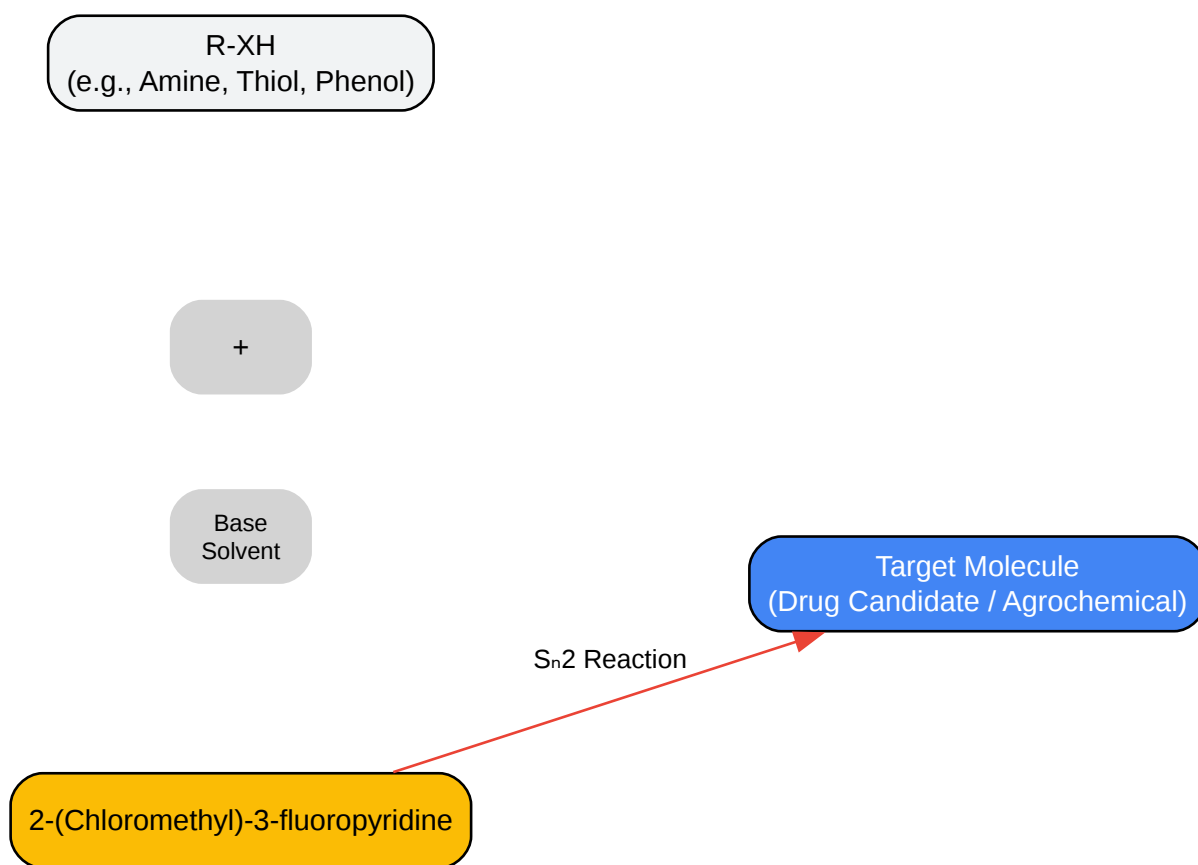 R-XH
(e.g., Amine, Thiol, Phenol)
+
Base
Solvent
Target Molecule
(Drug Candidate / Agrochemical)
Sₙ2 Reaction
2-(Chloromethyl)-3-fluoropyridine